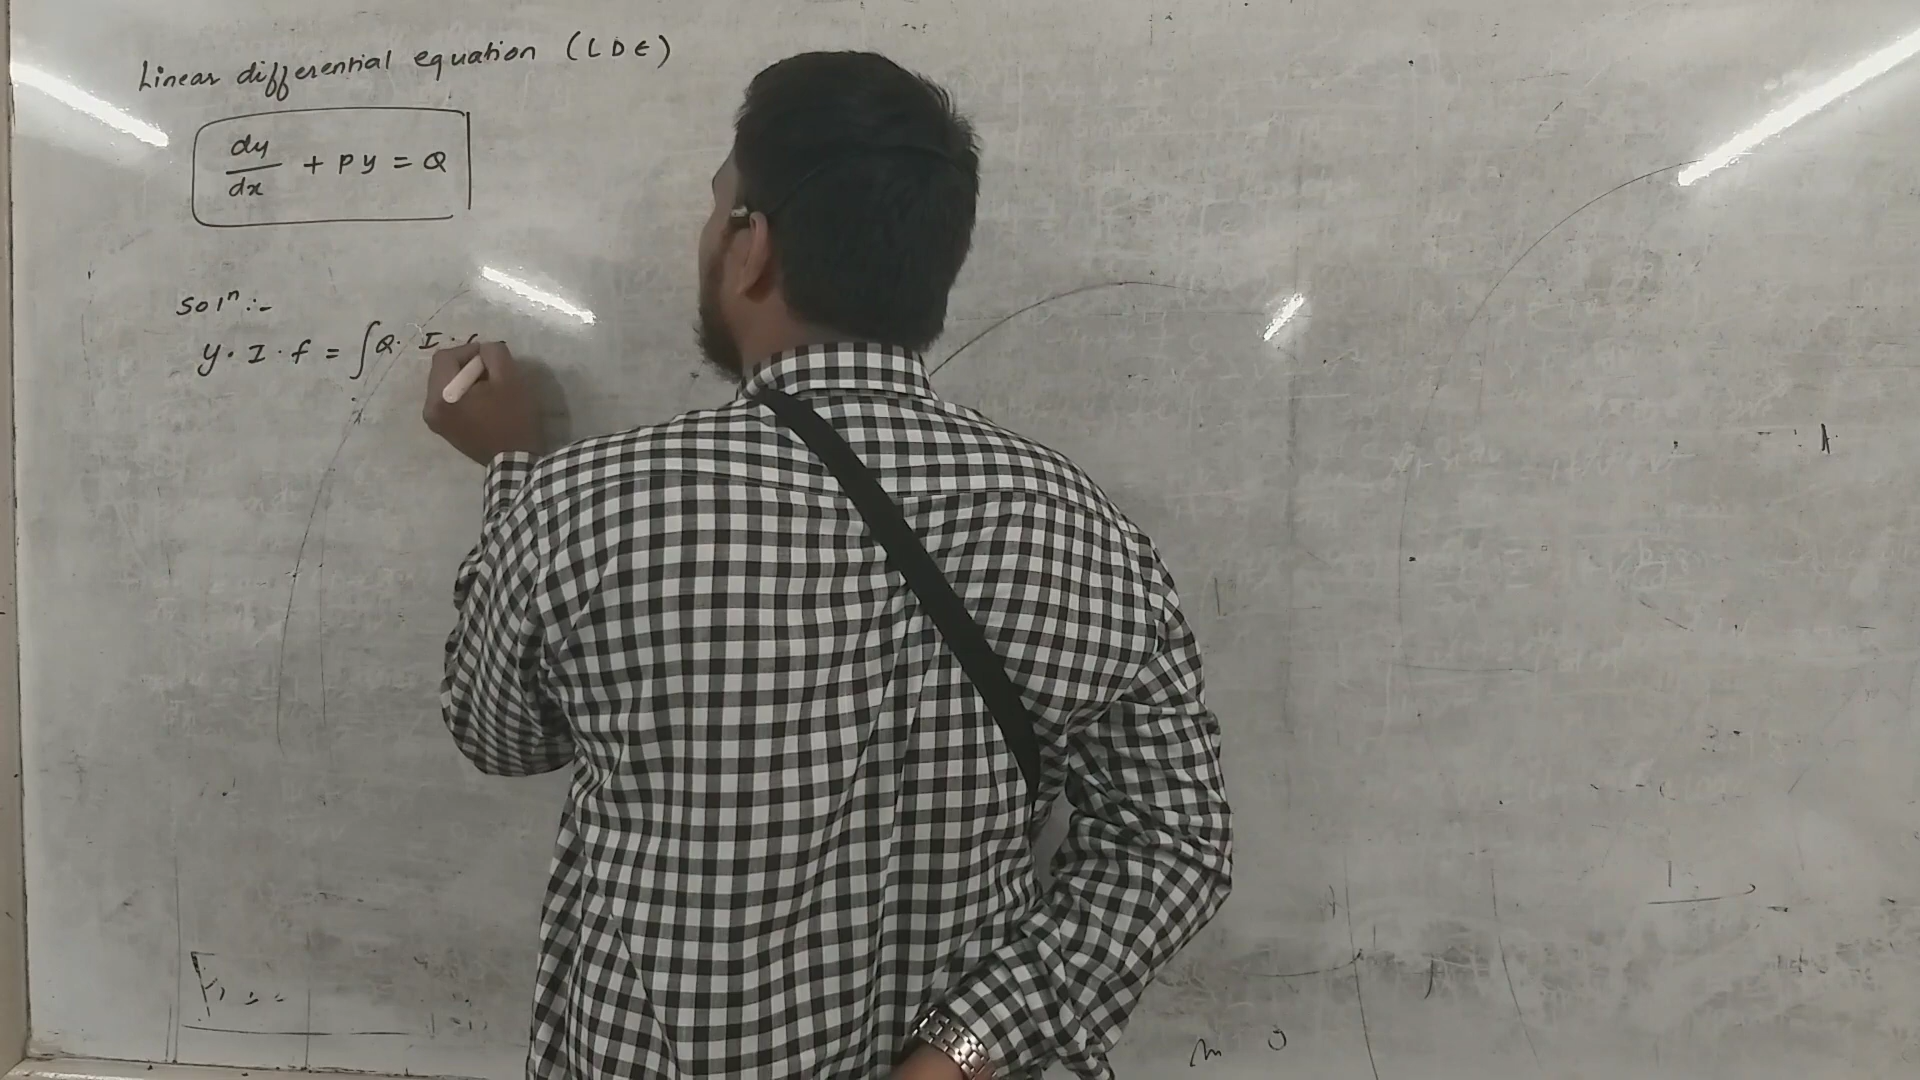 Linear differential equation (LDE)
dy/dx + py = Q
Solⁿ :-
y · I · f = ∫Q · I ·